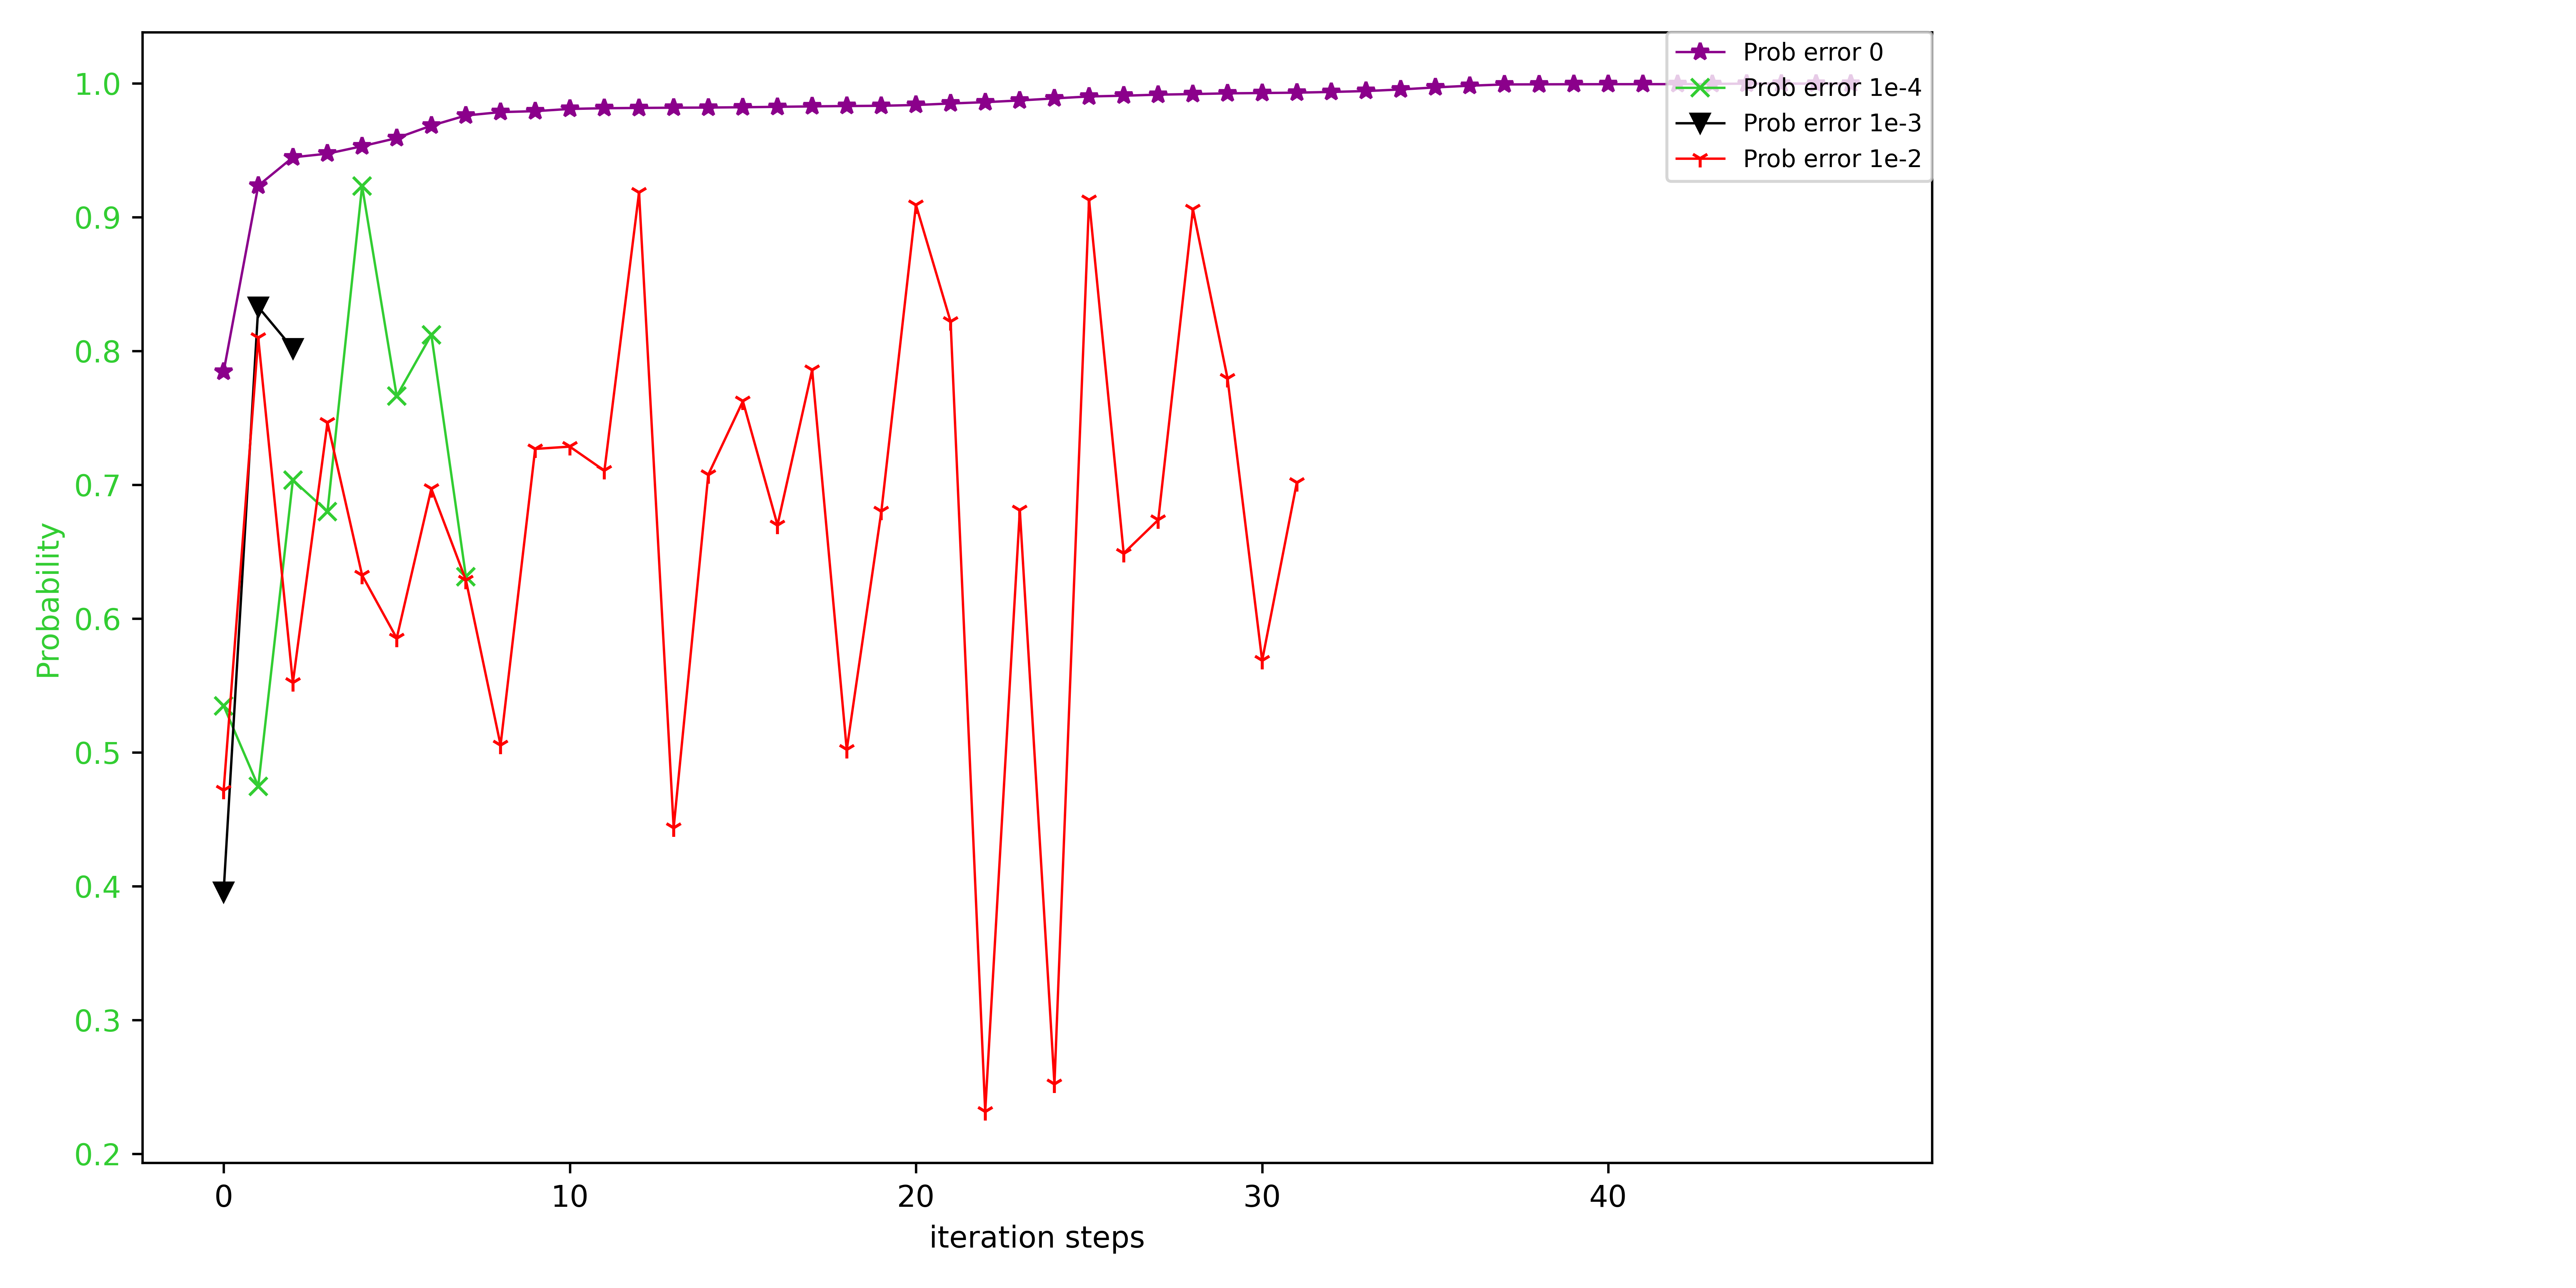 Prob error 0
Prob error 1e-4
Prob error 1e-3
Prob error 1e-2
1.0
0.9
0.8
0.7
0.6
0.5
0.4
0.3
0.2
Probability
0 10 20 30 40
iteration steps